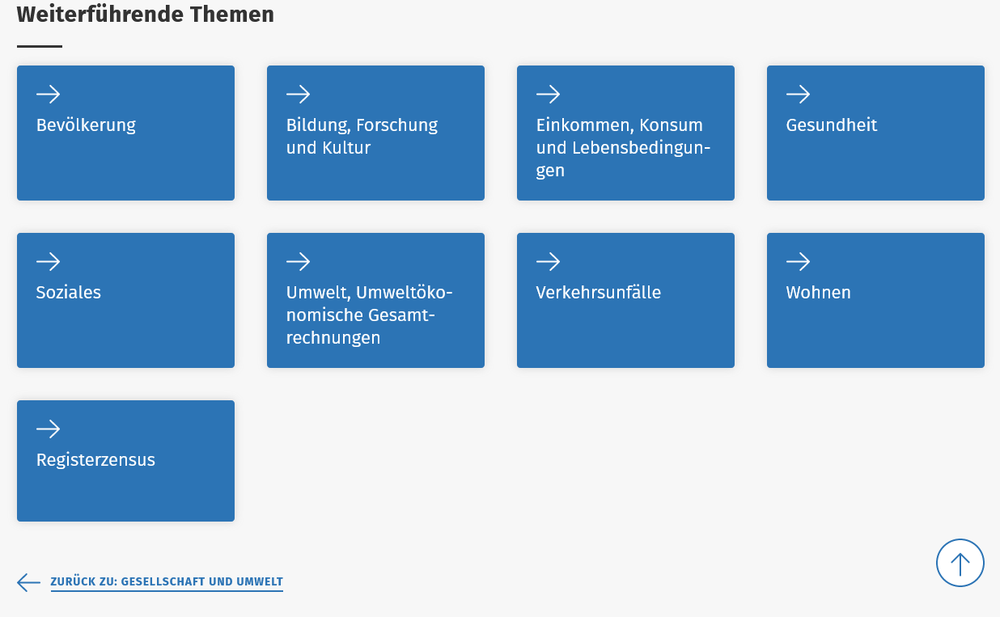 Weiterführende Themen
Bevölkerung
Bildung, Forschung
und Kultur
Einkommen, Konsum
und Lebensbedingun-
gen
Gesundheit
Soziales
Umwelt, Umweltöko-
nomische Gesamt-
rechnungen
Verkehrsunfälle
Wohnen
Registerzensus
ZURÜCK ZU: GESELLSCHAFT UND UMWELT